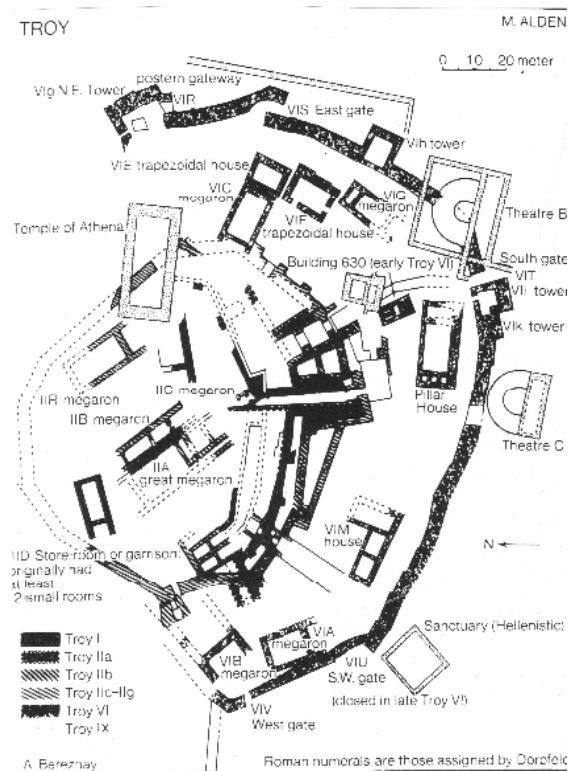 TROY
M. ALDEN
0 10 20 meter
postern gateway
VIg N.E. Tower
VIR
VIS East gate
VIh tower
VIE trapezoidal house
VIC
megaron
VIG
megaron
VIF
trapezoidal house
Theatre B
Temple of Athena
Building 630 (early Troy VI)
South gate
VIT
VIi tower
VIk tower
IIR megaron
IIC megaron
IIB megaron
Pillar
House
Theatre C
IIA
great megaron
VIM
house
N
IID Store-room or garrison:
originally had
at least
2 small rooms
Sanctuary (Hellenistic)
VIA
megaron
VIB
megaron
VIU
S.W. gate
(closed in late Troy VI)
VIV
West gate
Troy I
Troy IIa
Troy IIb
Troy IIc-IIg
Troy VI
Troy IX
A. Bereznay
Roman numerals are those assigned by Dörpfeld